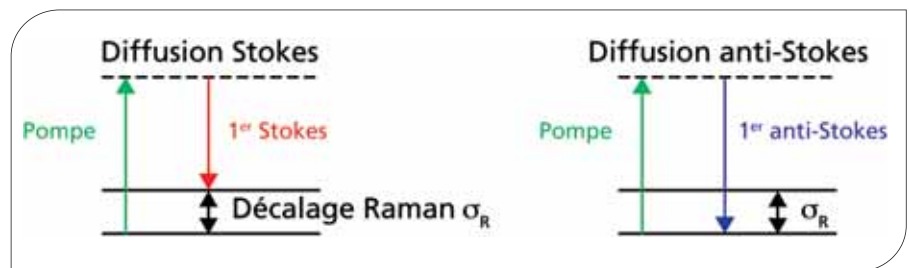 Diffusion Stokes
Pompe
1er Stokes
Décalage Raman σR
Diffusion anti-Stokes
Pompe
1er anti-Stokes
σR